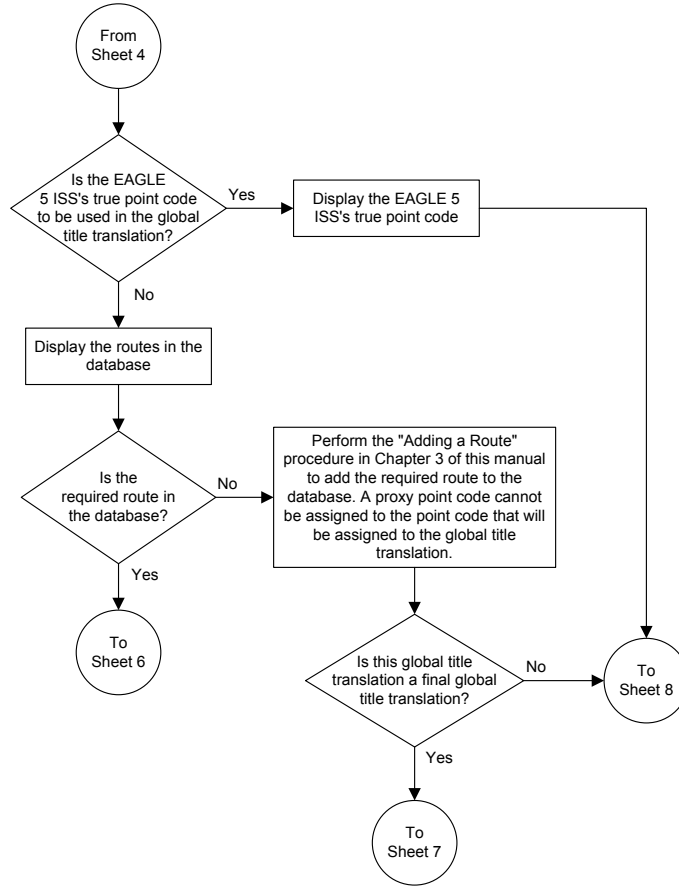 From
Sheet 4
Is the EAGLE
5 ISS's true point code
to be used in the global
title translation?
Yes
Display the EAGLE 5
ISS's true point code
No
Display the routes in the
database
Is the
required route in
the database?
No
Perform the "Adding a Route"
procedure in Chapter 3 of this manual
to add the required route to the
database. A proxy point code cannot
be assigned to the point code that will
be assigned to the global title
translation.
Yes
To
Sheet 6
Is this global title
translation a final global
title translation?
No
To
Sheet 8
Yes
To
Sheet 7